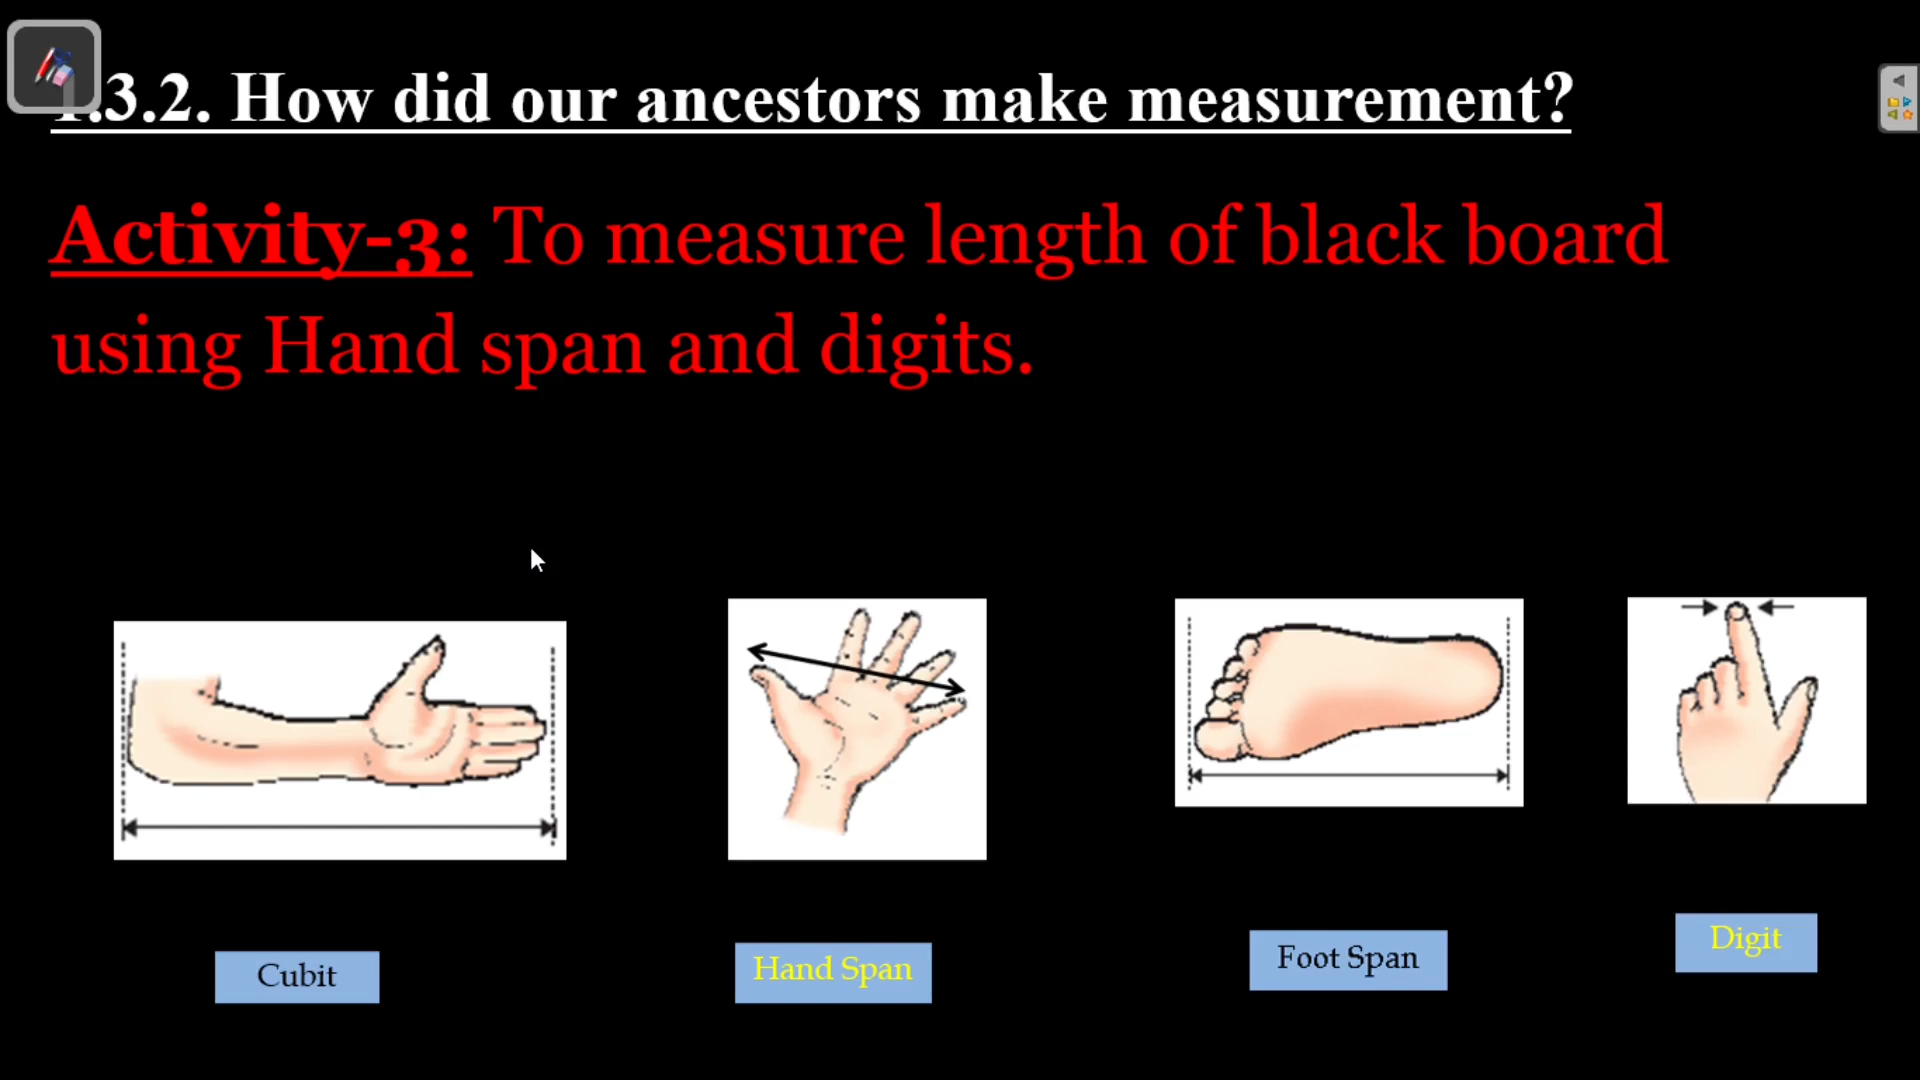 1.3.2. How did our ancestors make measurement?
Activity-3: To measure length of black board
using Hand span and digits.
Cubit
Hand Span
Foot Span
Digit